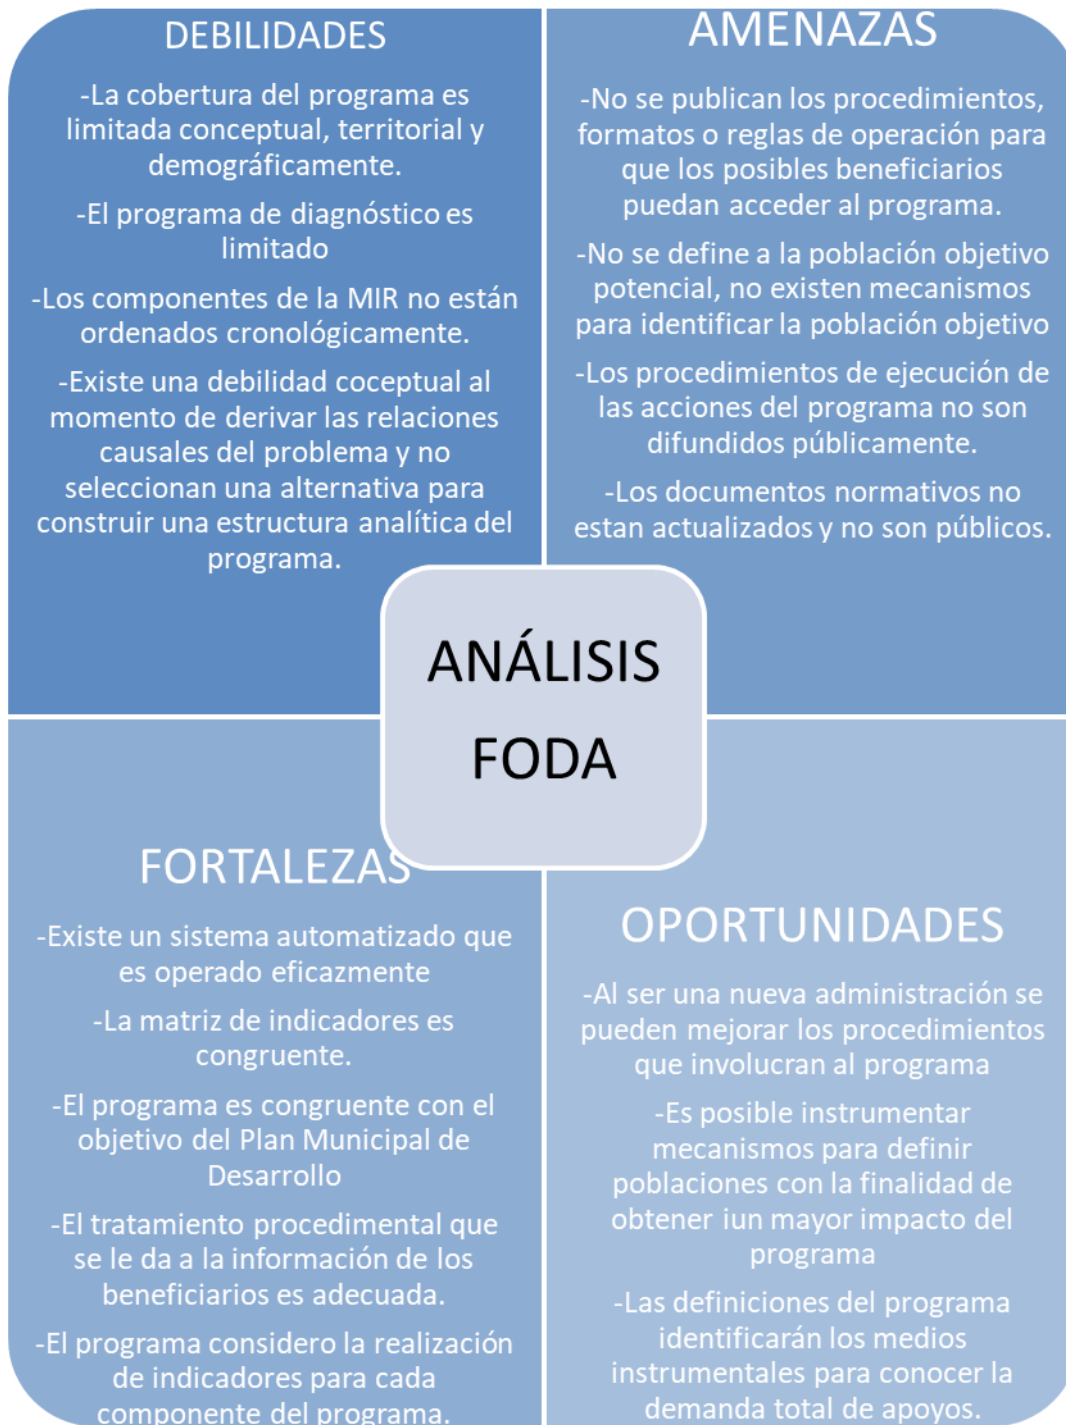 DEBILIDADES
-La cobertura del programa es
limitada conceptual, territorial y
demográficamente.
-El programa de diagnóstico es
limitado
-Los componentes de la MIR no están
ordenados cronológicamente.
-Existe una debilidad coceptual al
momento de derivar las relaciones
causales del problema y no
seleccionan una alternativa para
construir una estructura analítica del
programa.
AMENAZAS
-No se publican los procedimientos,
formatos o reglas de operación para
que los posibles beneficiarios
puedan acceder al programa.
-No se define a la población objetivo
potencial, no existen mecanismos
para identificar la población objetivo
-Los procedimientos de ejecución de
las acciones del programa no son
difundidos públicamente.
-Los documentos normativos no
estan actualizados y no son públicos.
ANÁLISIS
FODA
FORTALEZAS
-Existe un sistema automatizado que
es operado eficazmente
-La matriz de indicadores es
congruente.
-El programa es congruente con el
objetivo del Plan Municipal de
Desarrollo
-El tratamiento procedimental que
se le da a la información de los
beneficiarios es adecuada.
-El programa considero la realización
de indicadores para cada
componente del programa.
OPORTUNIDADES
-Al ser una nueva administración se
pueden mejorar los procedimientos
que involucran al programa
-Es posible instrumentar
mecanismos para definir
poblaciones con la finalidad de
obtener iun mayor impacto del
programa
-Las definiciones del programa
identificarán los medios
instrumentales para conocer la
demanda total de apoyos.